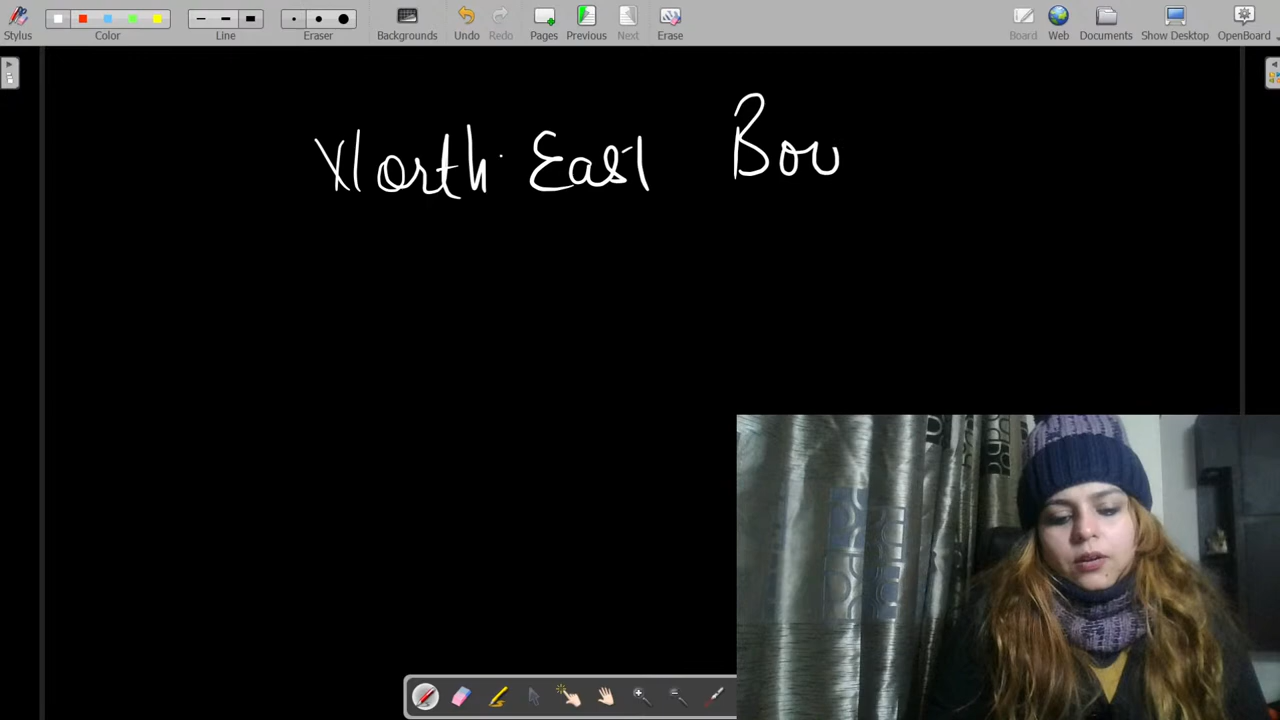 Stylus
Color
Line
Eraser
Backgrounds
Undo
Redo
Pages
Previous
Next
Erase
Board
Web
Documents
Show Desktop
OpenBoard
North East Bou